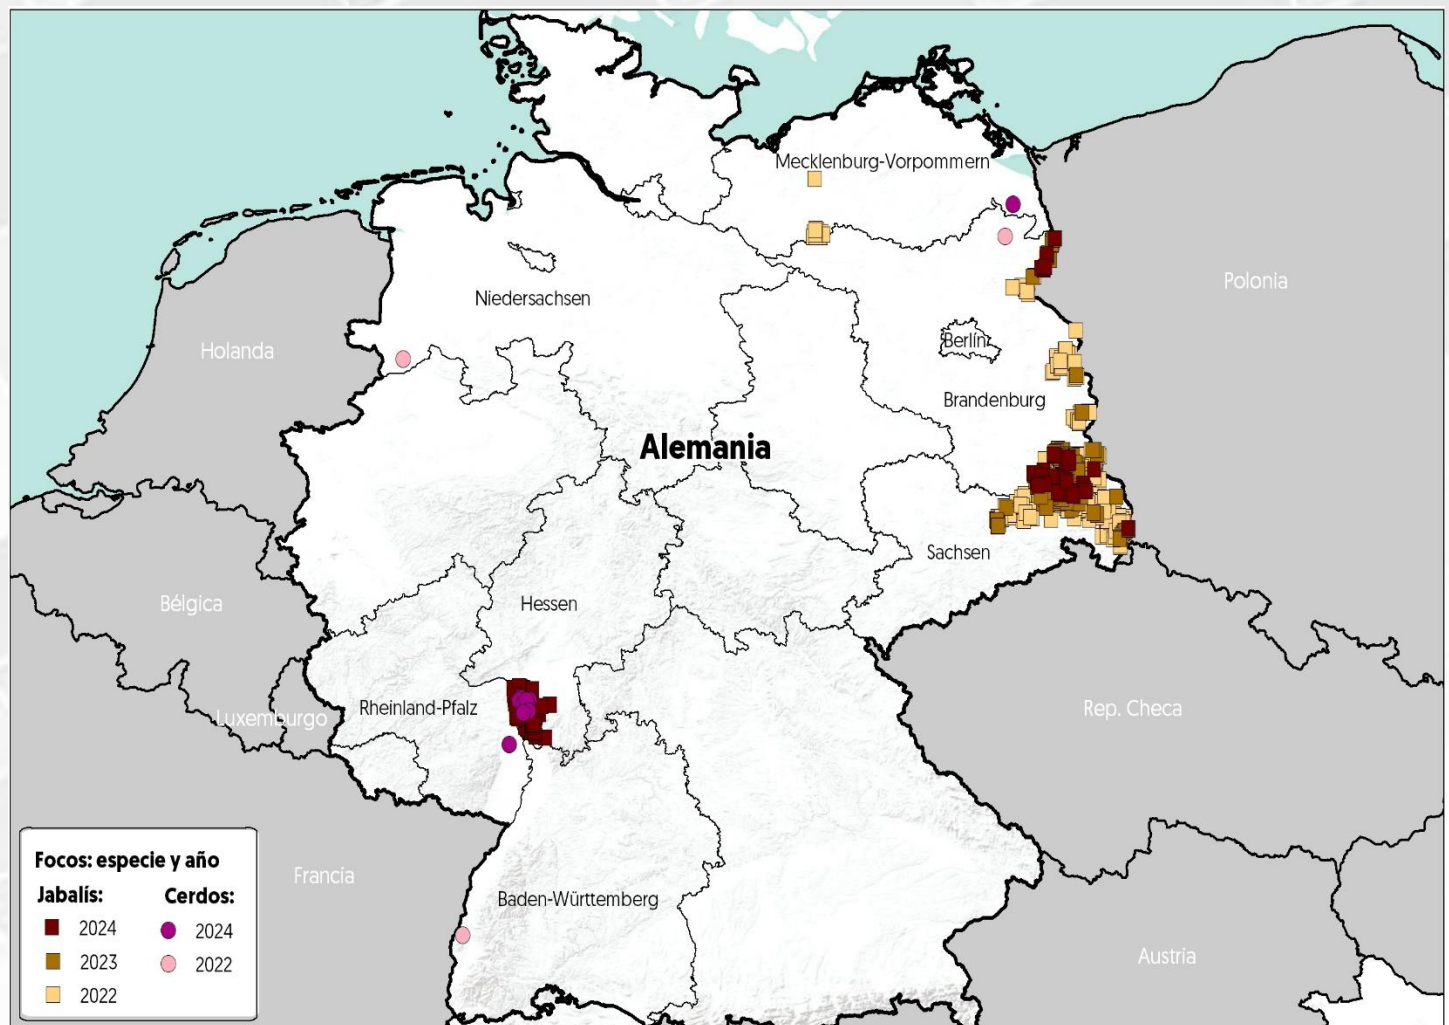 Mecklenburg-Vorpommern
Polonia
Niedersachsen
Holanda
Berlín
Brandenburg
Alemania
Sachsen
Bélgica
Hessen
Rheinland-Pfalz
Luxemburgo
Rep. Checa
Francia
Baden-Württemberg
Austria
Focos: especie y año
Jabalís: Cerdos:
2024 2024
2023 2022
2022